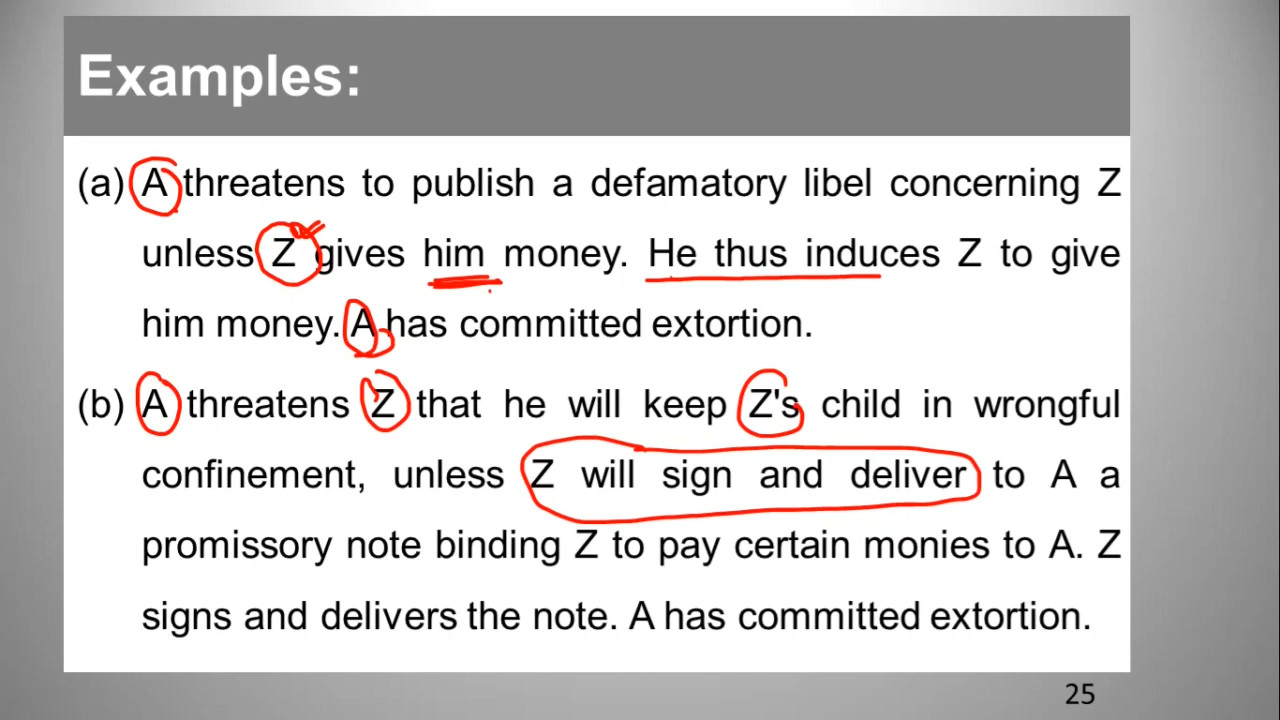 Examples:
(a) A threatens to publish a defamatory libel concerning Z
unless Z gives him money. He thus induces Z to give
him money. A has committed extortion.
(b) A threatens Z that he will keep Z's child in wrongful
confinement, unless Z will sign and deliver to A a
promissory note binding Z to pay certain monies to A. Z
signs and delivers the note. A has committed extortion.
25